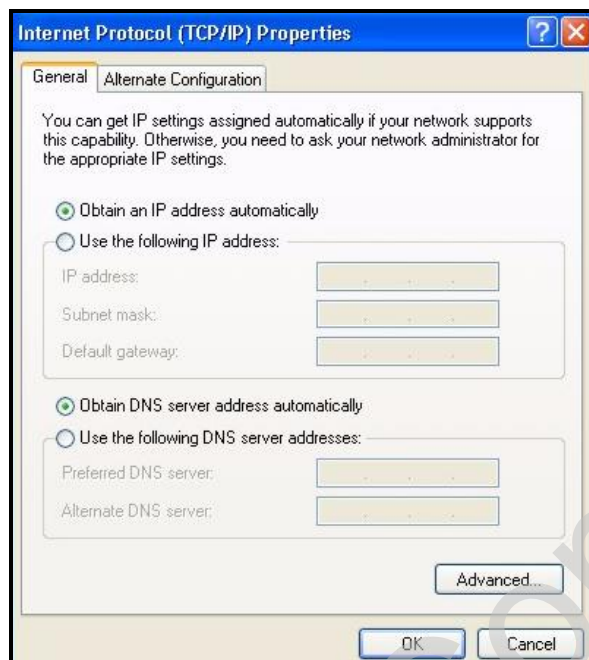 Internet Protocol (TCP/IP) Properties
General
Alternate Configuration
You can get IP settings assigned automatically if your network supports
this capability. Otherwise, you need to ask your network administrator for
the appropriate IP settings.
Obtain an IP address automatically
Use the following IP address:
IP address:
Subnet mask:
Default gateway:
Obtain DNS server address automatically
Use the following DNS server addresses:
Preferred DNS server:
Alternate DNS server:
Advanced...
OK
Cancel